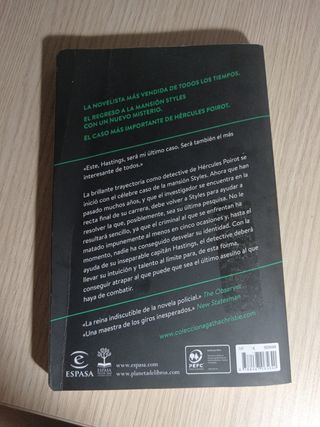 LA NOVELISTA MÁS VENDIDA DE TODOS LOS TIEMPOS.
EL REGRESO A LA MANSIÓN STYLES
CON UN NUEVO MISTERIO.
EL CASO MÁS IMPORTANTE DE HÉRCULES POIROT.
«Este, Hastings, será mi último caso. Será también el más
interesante de todos.»
La brillante trayectoria como detective de Hércules Poirot se
inició con el célebre caso de la mansión Styles. Ahora que han
pasado muchos años, y que el investigador se encuentra en la
recta final de su carrera, debe volver a Styles para ayudar a
resolver la que, posiblemente, sea su última pesquisa. No le
resultará sencillo, ya que el criminal al que se enfrentan ha
matado impunemente al menos en cinco ocasiones y hasta el
momento, nadie ha conseguido desvelar su identidad. Con la
ayuda de su inseparable capitán Hastings, el detective deberá
llevar su intuición y talento al límite para, de esta forma,
conseguir atrapar al que puede que sea el último asesino al que
haya de combatir.
«La reina indiscutible de la novela policial.» The Observer
«Una maestra de los giros inesperados.» New Statesman
www.coleccionagathachristie.com
ESPASA
ESPASA
www.espasa.com
www.planetadelibros.com
PEFC